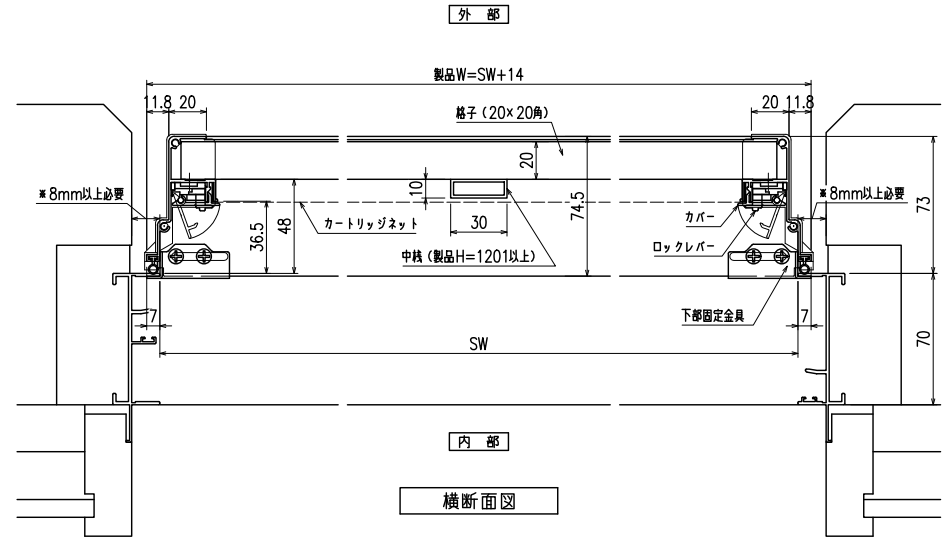 外部
製品W=SW+14
11.8
20
20
11.8
格子（20×20角）
20
10
※8mm以上必要
※8mm以上必要
74.5
73
カートリッジネット
30
カバー
36.5
48
ロックレバー
中桟（製品H=1201以上）
7
下部固定金具
7
SW
70
内部
横断面図